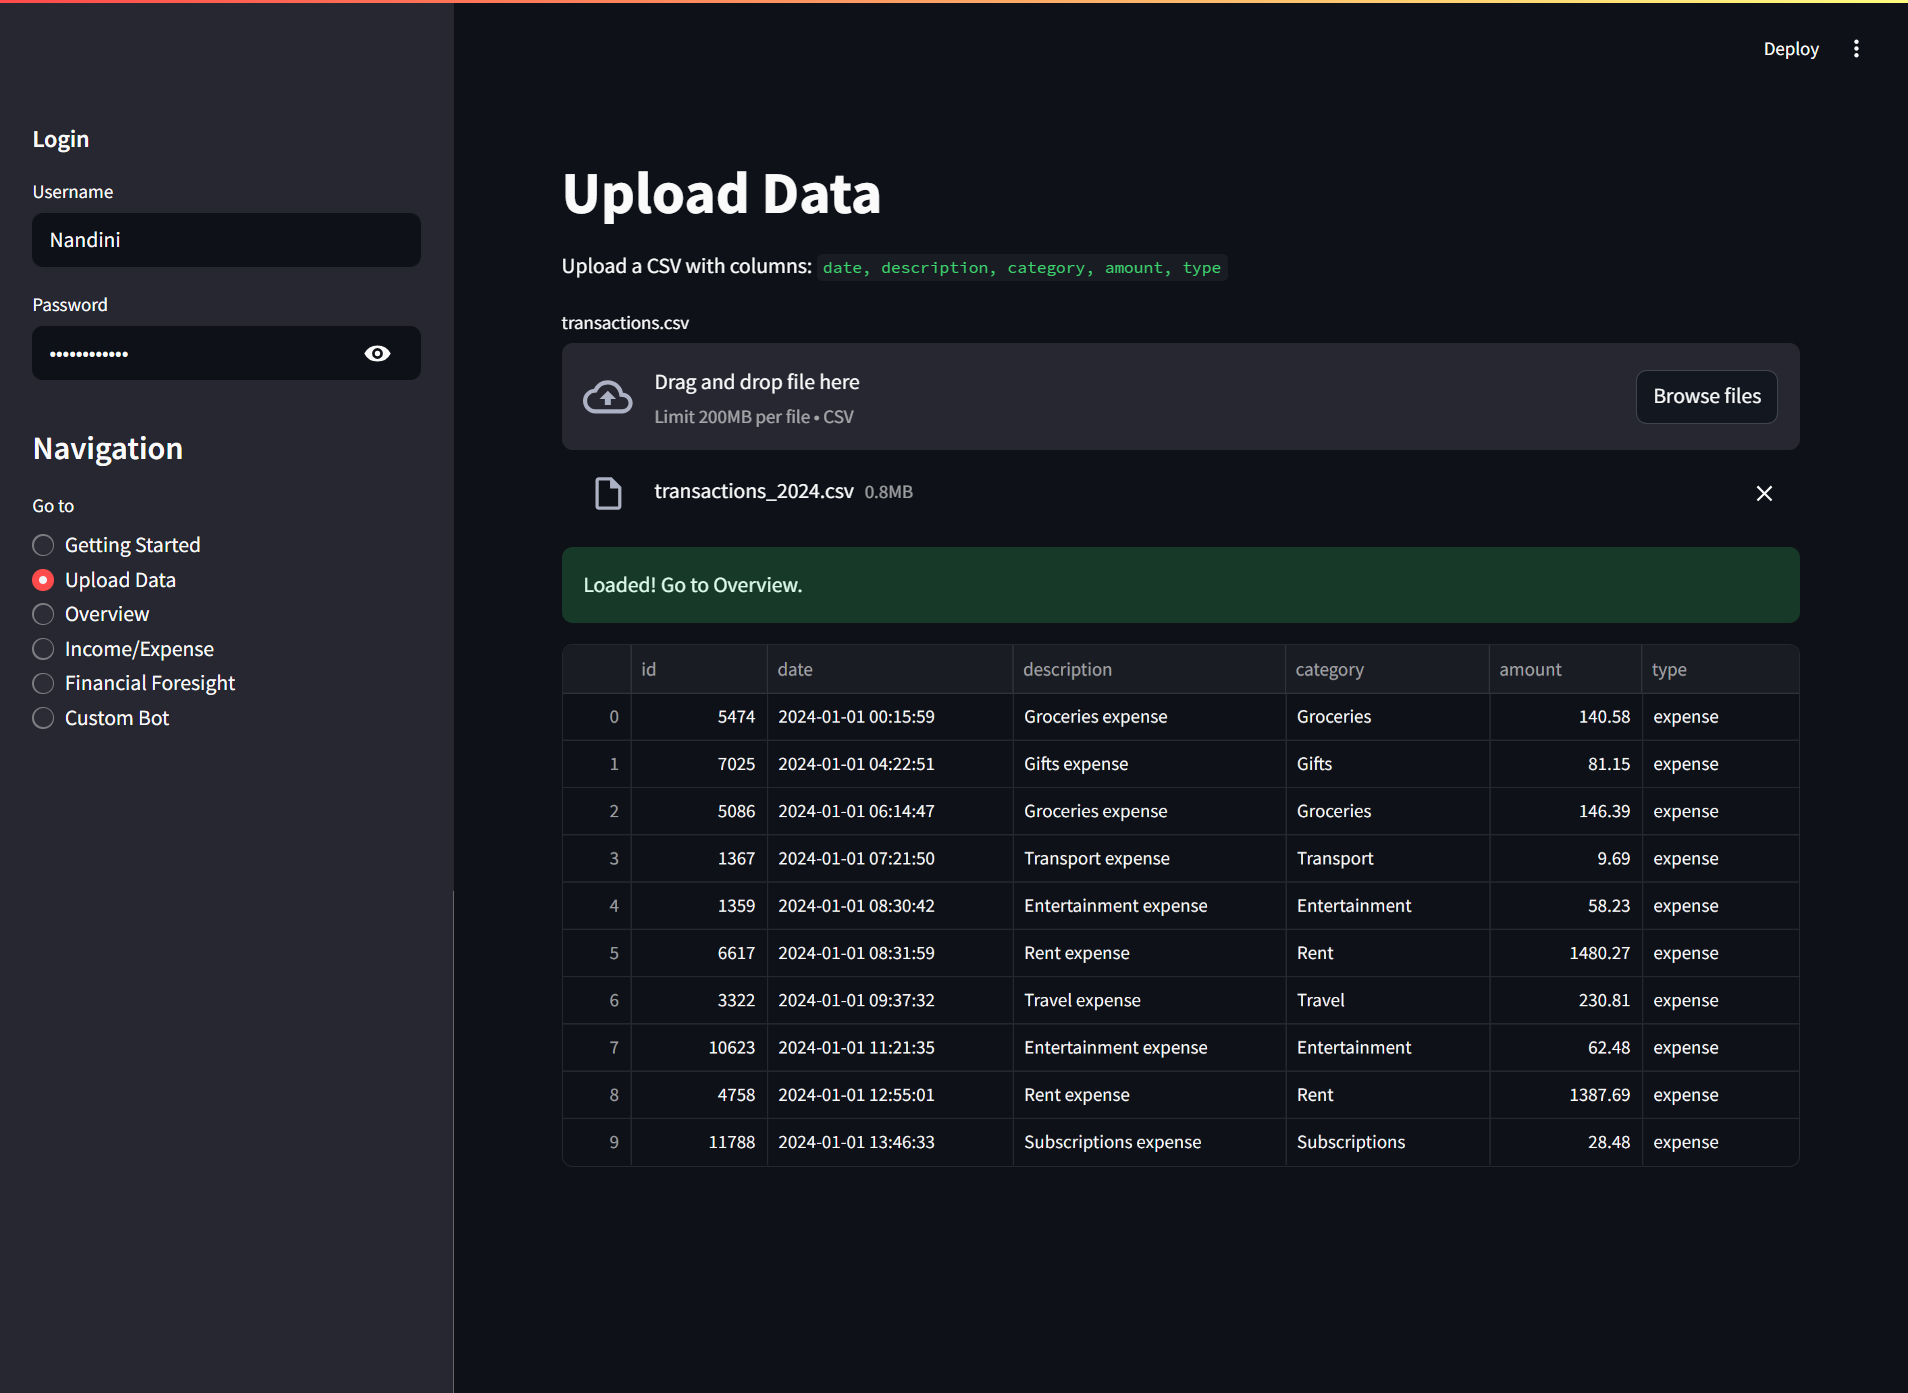 Deploy
Login
Username
Nandini
Password
••••••••••••
Navigation
Go to
Getting Started
Upload Data
Overview
Income/Expense
Financial Foresight
Custom Bot
Upload Data
Upload a CSV with columns: date, description, category, amount, type
transactions.csv
Drag and drop file here
Limit 200MB per file • CSV
Browse files
transactions_2024.csv 0.8MB
Loaded! Go to Overview.
id date description category amount type
0 5474 2024-01-01 00:15:59 Groceries expense Groceries 140.58 expense
1 7025 2024-01-01 04:22:51 Gifts expense Gifts 81.15 expense
2 5086 2024-01-01 06:14:47 Groceries expense Groceries 146.39 expense
3 1367 2024-01-01 07:21:50 Transport expense Transport 9.69 expense
4 1359 2024-01-01 08:30:42 Entertainment expense Entertainment 58.23 expense
5 6617 2024-01-01 08:31:59 Rent expense Rent 1480.27 expense
6 3322 2024-01-01 09:37:32 Travel expense Travel 230.81 expense
7 10623 2024-01-01 11:21:35 Entertainment expense Entertainment 62.48 expense
8 4758 2024-01-01 12:55:01 Rent expense Rent 1387.69 expense
9 11788 2024-01-01 13:46:33 Subscriptions expense Subscriptions 28.48 expense